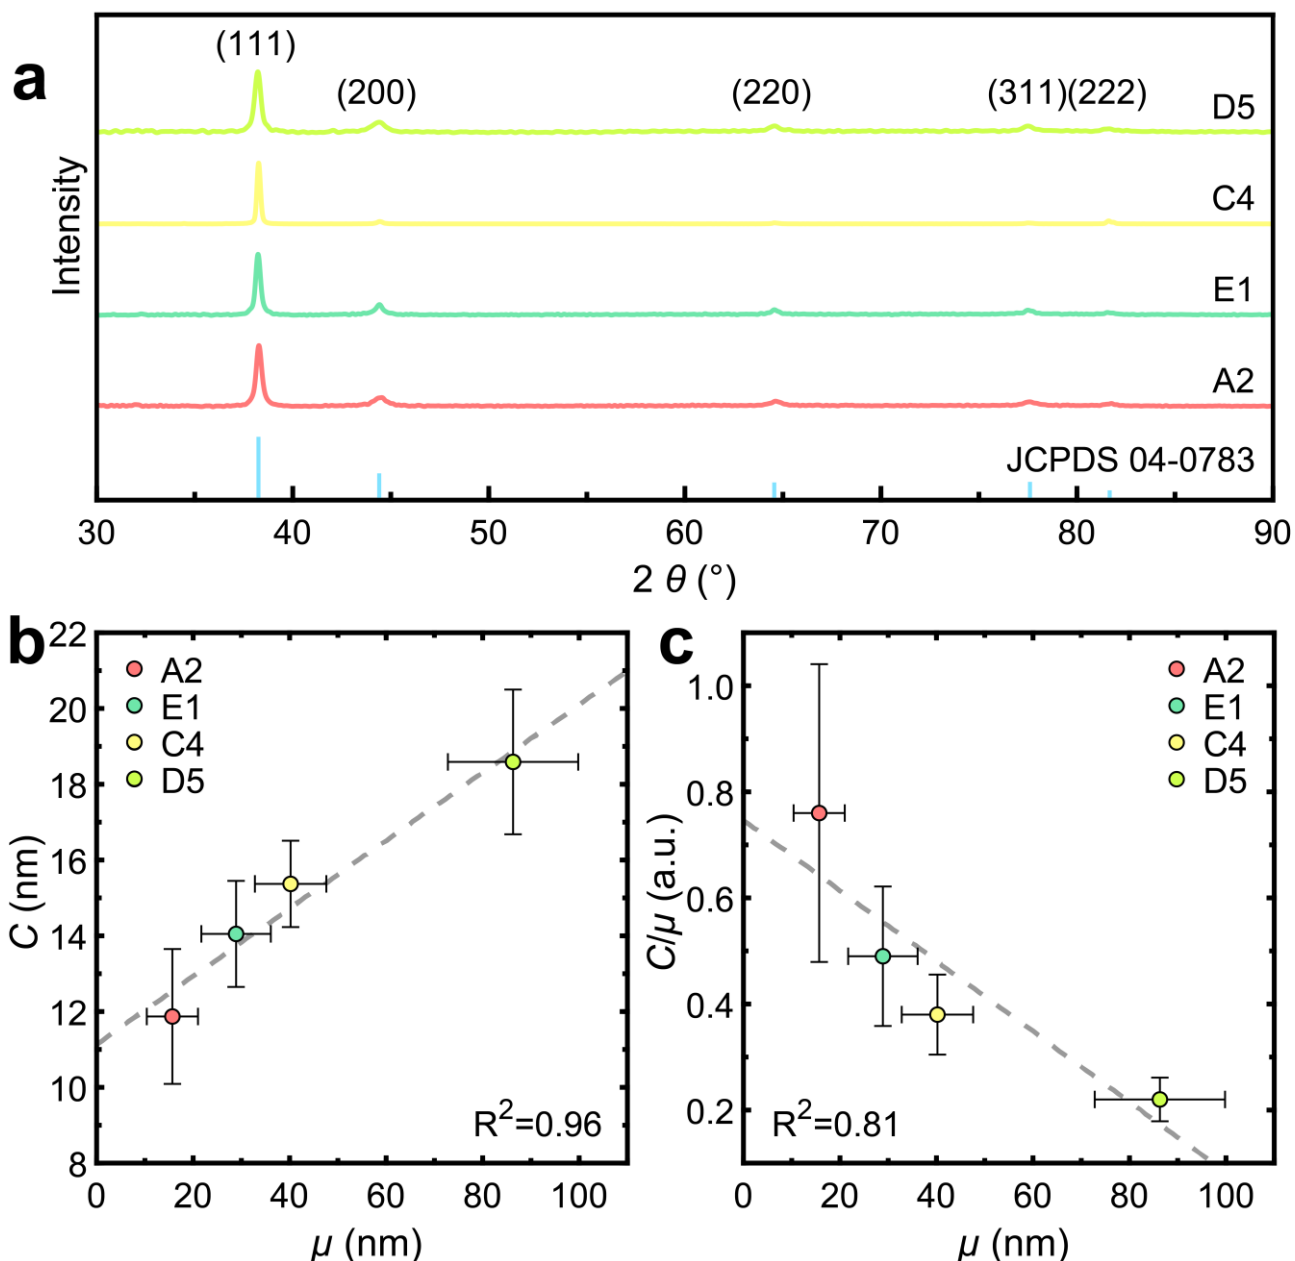 a
(111)
(200)
(220)
(311)(222)
D5
C4
E1
A2
JCPDS 04-0783
Intensity
30 40 50 60 70 80 90
2 θ (°)
b
22
20
18
16
14
12
10
8
C (nm)
A2
E1
C4
D5
R²=0.96
0 20 40 60 80 100
μ (nm)
c
1.0
0.8
0.6
0.4
0.2
C/μ (a.u.)
A2
E1
C4
D5
R²=0.81
0 20 40 60 80 100
μ (nm)